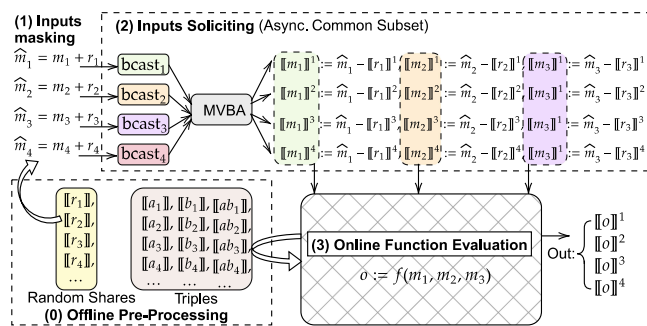 (1) Inputs masking
(2) Inputs Soliciting (Async. Common Subset)
m̂₁ = m₁ + r₁
m̂₂ = m₂ + r₂
m̂₃ = m₃ + r₃
m̂₄ = m₄ + r₄
bcast₁
bcast₂
bcast₃
bcast₄
MVBA
⟦m₁⟧¹ := m̂₁ − ⟦r₁⟧¹, ⟦m₂⟧¹ := m̂₂ − ⟦r₂⟧¹, ⟦m₃⟧¹ := m̂₃ − ⟦r₃⟧¹
⟦m₁⟧² := m̂₁ − ⟦r₁⟧², ⟦m₂⟧² := m̂₂ − ⟦r₂⟧², ⟦m₃⟧¹ := m̂₃ − ⟦r₃⟧²
⟦m₁⟧³ := m̂₁ − ⟦r₁⟧³, ⟦m₂⟧³ := m̂₂ − ⟦r₂⟧³, ⟦m₃⟧¹ := m̂₃ − ⟦r₃⟧³
⟦m₁⟧⁴ := m̂₁ − ⟦r₁⟧⁴, ⟦m₂⟧⁴ := m̂₂ − ⟦r₂⟧⁴, ⟦m₃⟧¹ := m̂₃ − ⟦r₃⟧⁴
⟦r₁⟧,
⟦r₂⟧,
⟦r₃⟧,
⟦r₄⟧,
...
Random Shares
⟦a₁⟧, ⟦b₁⟧, ⟦ab₁⟧,
⟦a₂⟧, ⟦b₂⟧, ⟦ab₂⟧,
⟦a₃⟧, ⟦b₃⟧, ⟦ab₃⟧,
⟦a₄⟧, ⟦b₄⟧, ⟦ab₄⟧,
... ... ...
Triples
(0) Offline Pre-Processing
(3) Online Function Evaluation
o := f(m₁, m₂, m₃)
Out:
⟦o⟧¹
⟦o⟧²
⟦o⟧³
⟦o⟧⁴